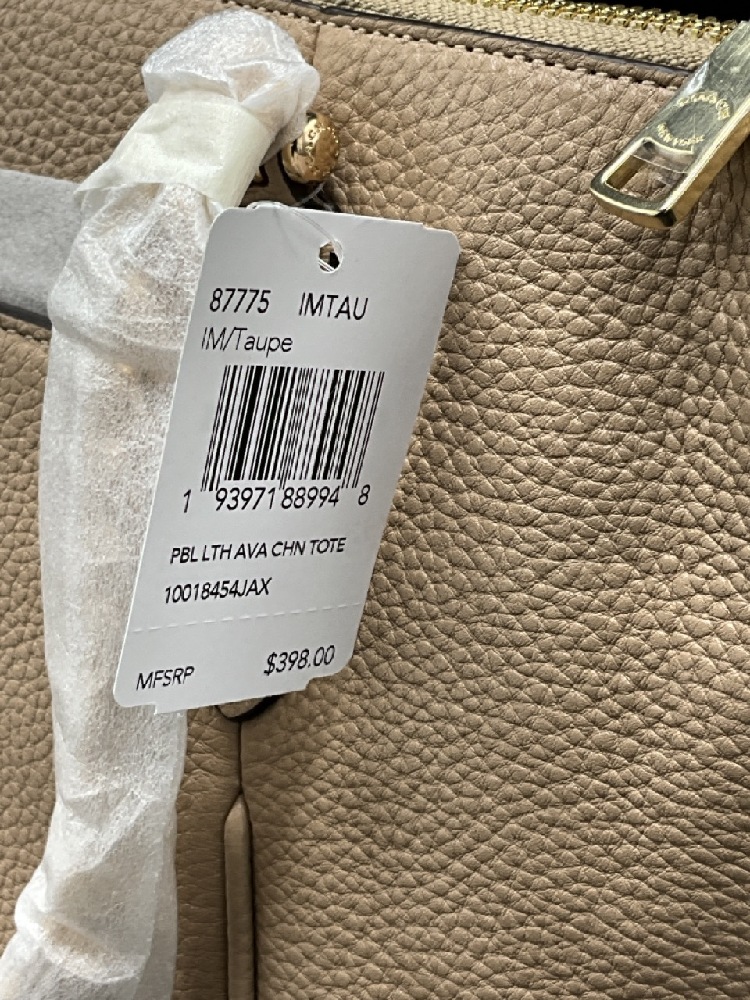 87775 IMTAU
IM/Taupe
1 93971 88994 8
PBL LTH AVA CHN TOTE
10018454JAX
MFSRP $398.00